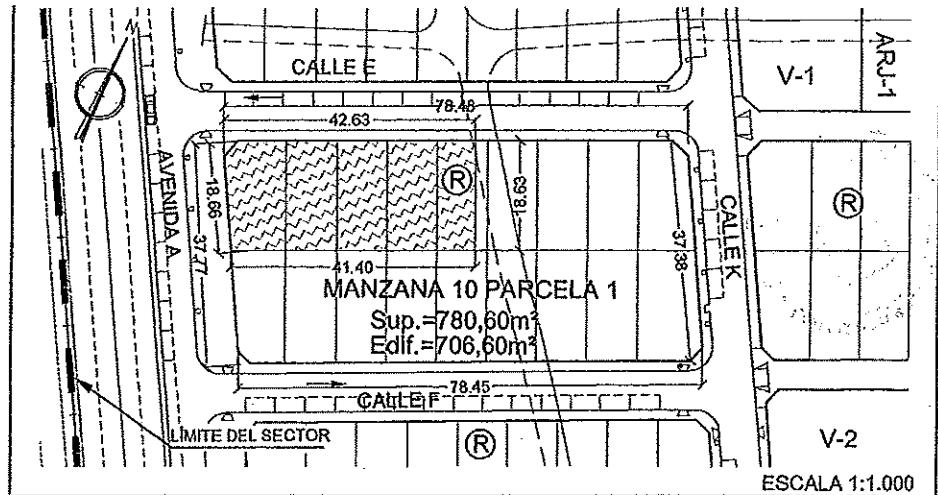 N
CALLE E
V-1
ARJ-1
78.48
42.63
AVENIDA A
18.66
37.77
R
18.63
37.38
CALLE K
R
41.40
MANZANA 10 PARCELA 1
Sup.=780,60m²
Edif.=706,60m²
78.45
CALLE F
LÍMITE DEL SECTOR
R
V-2
ESCALA 1:1.000